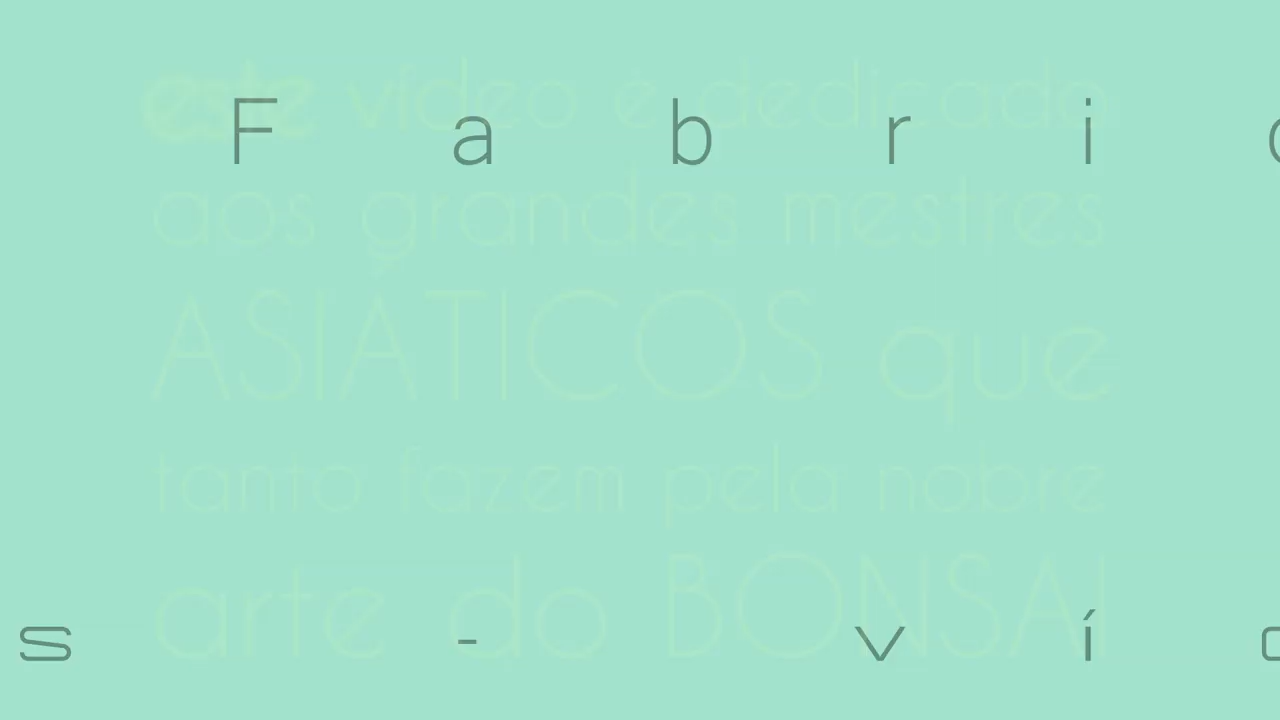 este vídeo é dedicado
F a b r i
aos grandes mestres
ASIÁTICOS que
tanto fazem pela nobre
arte do BONSAI
s - v í